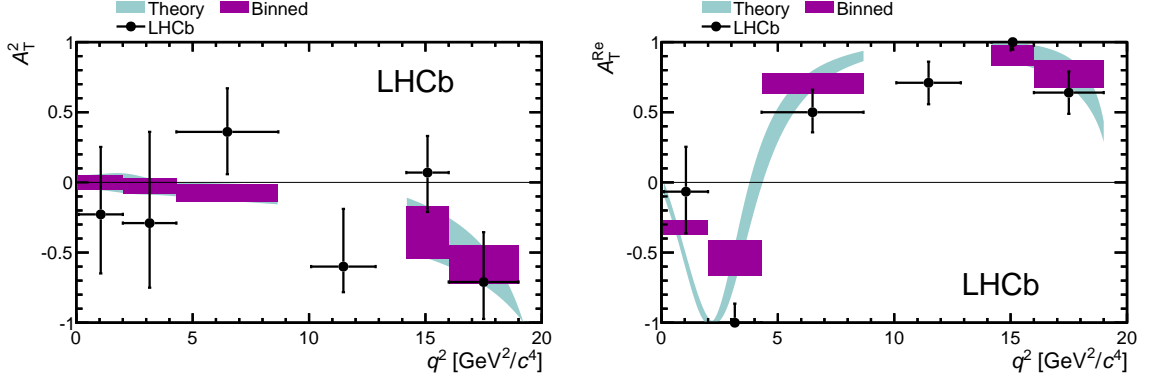 Theory Binned
LHCb
A_T^2
1
0.5
0
-0.5
-1
LHCb
0 5 10 15 20
q^2 [GeV^2/c^4]
Theory Binned
LHCb
A_T^Re
1
0.5
0
-0.5
-1
LHCb
0 5 10 15 20
q^2 [GeV^2/c^4]